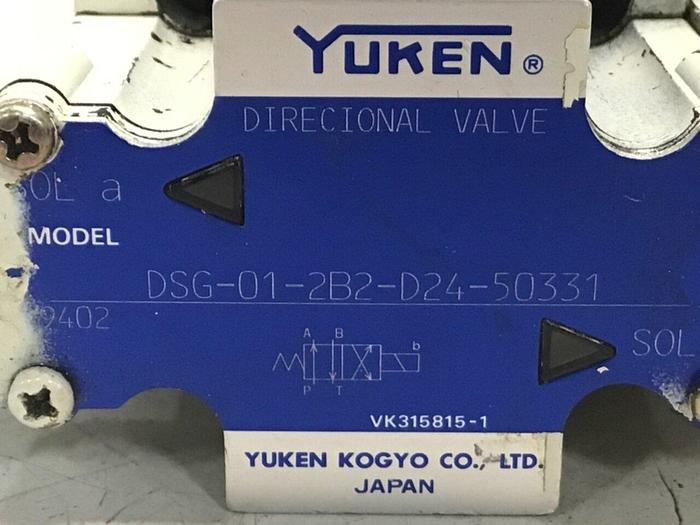 YUKEN®
DIRECIONAL VALVE
SOL a
MODEL
DSG-01-2B2-D24-50331
9402
A B
b
P T
SOL
VK315815-1
YUKEN KOGYO CO., LTD.
JAPAN